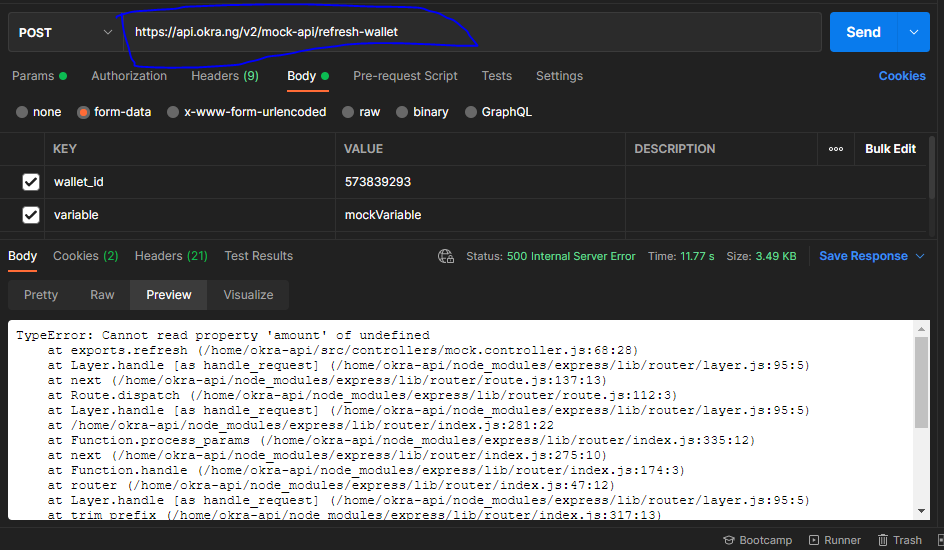 POST https://api.okra.ng/v2/mock-api/refresh-wallet Send
Params Authorization Headers (9) Body Pre-request Script Tests Settings Cookies
none form-data x-www-form-urlencoded raw binary GraphQL
KEY VALUE DESCRIPTION ooo Bulk Edit
wallet_id 573839293
variable mockVariable
Body Cookies (2) Headers (21) Test Results Status: 500 Internal Server Error Time: 11.77 s Size: 3.49 KB Save Response
Pretty Raw Preview Visualize
TypeError: Cannot read property 'amount' of undefined
at exports.refresh (/home/okra-api/src/controllers/mock.controller.js:68:28)
at Layer.handle [as handle_request] (/home/okra-api/node_modules/express/lib/router/layer.js:95:5)
at next (/home/okra-api/node_modules/express/lib/router/route.js:137:13)
at Route.dispatch (/home/okra-api/node_modules/express/lib/router/route.js:112:3)
at Layer.handle [as handle_request] (/home/okra-api/node_modules/express/lib/router/layer.js:95:5)
at /home/okra-api/node_modules/express/lib/router/index.js:281:22
at Function.process_params (/home/okra-api/node_modules/express/lib/router/index.js:335:12)
at next (/home/okra-api/node_modules/express/lib/router/index.js:275:10)
at Function.handle (/home/okra-api/node_modules/express/lib/router/index.js:174:3)
at router (/home/okra-api/node_modules/express/lib/router/index.js:47:12)
at Layer.handle [as handle_request] (/home/okra-api/node_modules/express/lib/router/layer.js:95:5)
at trim_prefix (/home/okra-api/node_modules/express/lib/router/index.js:317:13)
Bootcamp Runner Trash